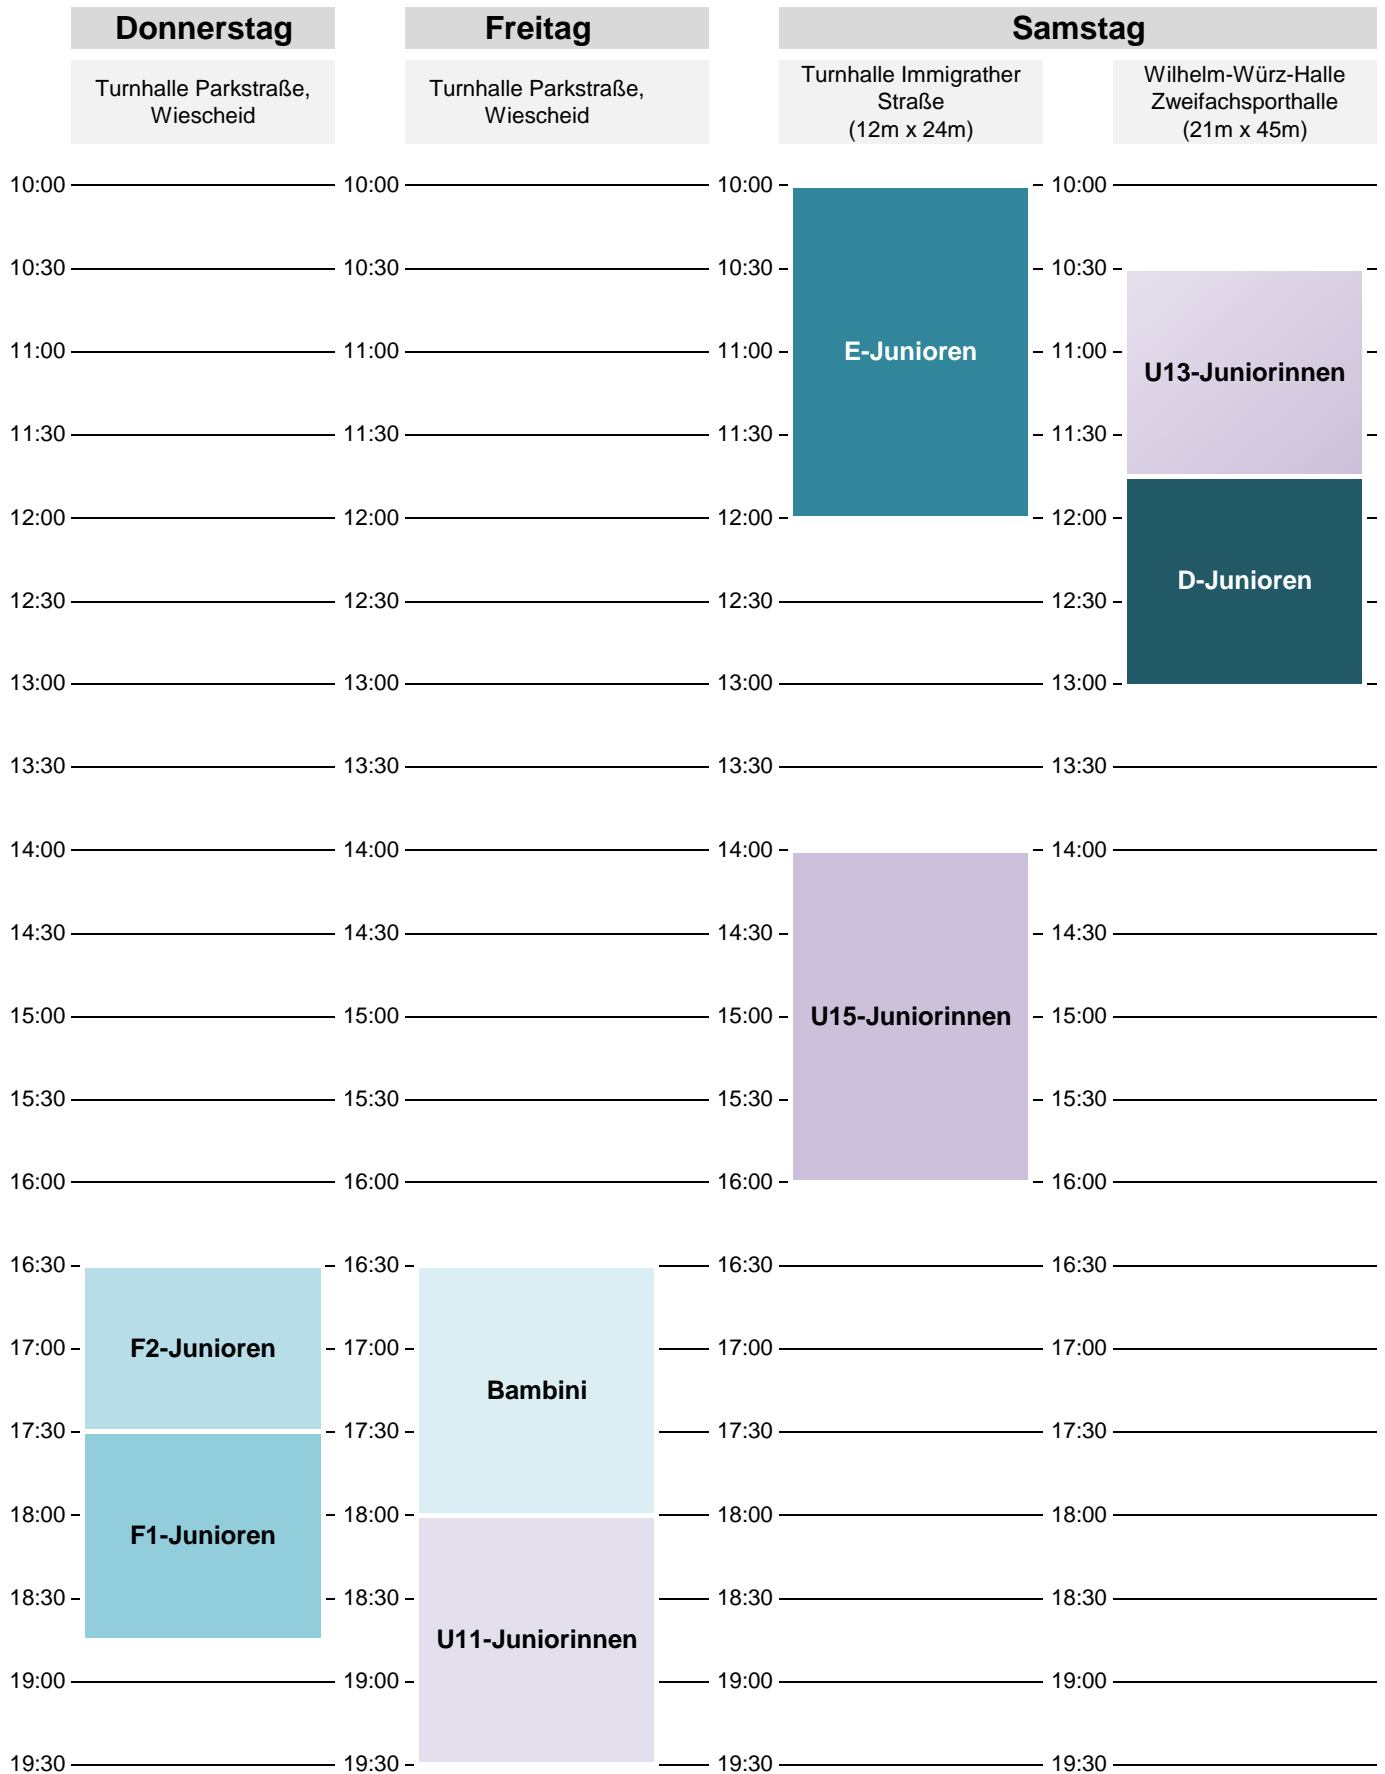 Donnerstag
Freitag
Samstag
Turnhalle Parkstraße,
Wiescheid
Turnhalle Parkstraße,
Wiescheid
Turnhalle Immigrather
Straße
(12m x 24m)
Wilhelm-Würz-Halle
Zweifachsporthalle
(21m x 45m)
10:00 10:00 10:00 10:00
10:30 10:30 10:30 10:30
11:00 11:00 11:00 E-Junioren 11:00
U13-Juniorinnen
11:30 11:30 11:30 11:30
12:00 12:00 12:00 12:00
D-Junioren
12:30 12:30 12:30 12:30
13:00 13:00 13:00 13:00
13:30 13:30 13:30 13:30
14:00 14:00 14:00 14:00
14:30 14:30 14:30 14:30
15:00 15:00 15:00 U15-Juniorinnen 15:00
15:30 15:30 15:30 15:30
16:00 16:00 16:00 16:00
16:30 16:30 16:30 16:30
17:00 F2-Junioren 17:00 17:00 17:00
Bambini
17:30 17:30 17:30 17:30
18:00 18:00 18:00 18:00
F1-Junioren
18:30 18:30 18:30 18:30
U11-Juniorinnen
19:00 19:00 19:00 19:00
19:30 19:30 19:30 19:30